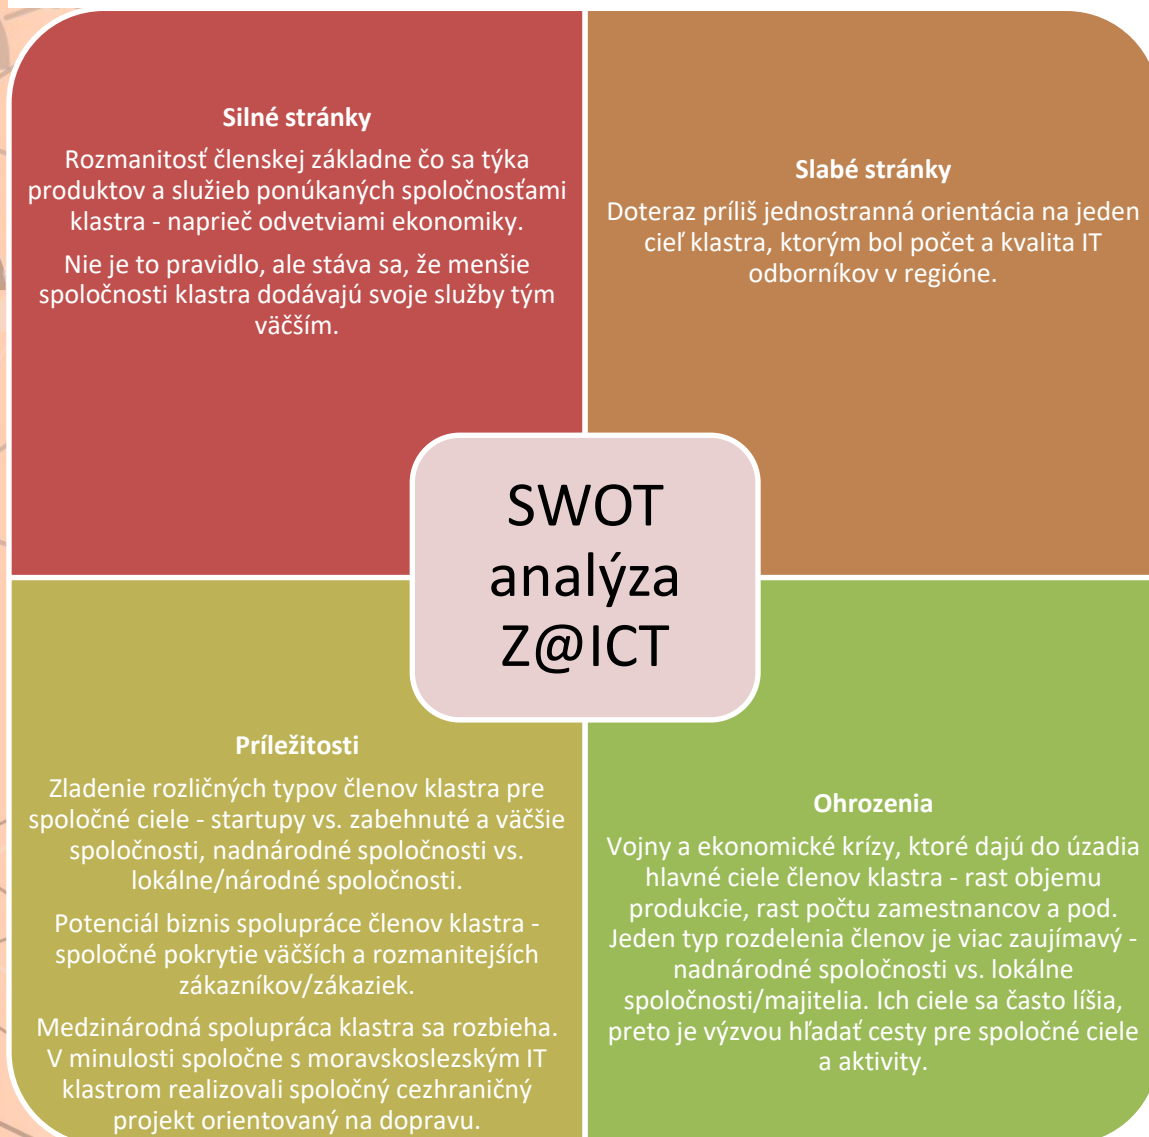 Silné stránky
Rozmanitosť členskej základne čo sa týka
produktov a služieb ponúkaných spoločnosťami
klastra - naprieč odvetviami ekonomiky.
Nie je to pravidlo, ale stáva sa, že menšie
spoločnosti klastra dodávajú svoje služby tým
väčším.
Slabé stránky
Doteraz príliš jednostranná orientácia na jeden
cieľ klastra, ktorým bol počet a kvalita IT
odborníkov v regióne.
SWOT
analýza
Z@ICT
Príležitosti
Zladenie rozličných typov členov klastra pre
spoločné ciele - startupy vs. zabehnuté a väčšie
spoločnosti, nadnárodné spoločnosti vs.
lokálne/národné spoločnosti.
Potenciál biznis spolupráce členov klastra -
spoločné pokrytie väčších a rozmanitejších
zákazníkov/zákaziek.
Medzinárodná spolupráca klastra sa rozbieha.
V minulosti spoločne s moravskoslezským IT
klastrom realizovali spoločný cezhraničný
projekt orientovaný na dopravu.
Ohrozenia
Vojny a ekonomické krízy, ktoré dajú do úzadia
hlavné ciele členov klastra - rast objemu
produkcie, rast počtu zamestnancov a pod.
Jeden typ rozdelenia členov je viac zaujímavý -
nadnárodné spoločnosti vs. lokálne
spoločnosti/majitelia. Ich ciele sa často líšia,
preto je výzvou hľadať cesty pre spoločné ciele
a aktivity.